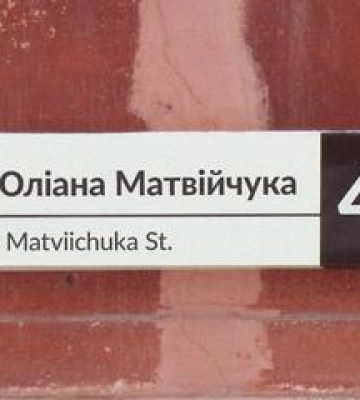 Оліана Матвійчука
Matviichuka St.